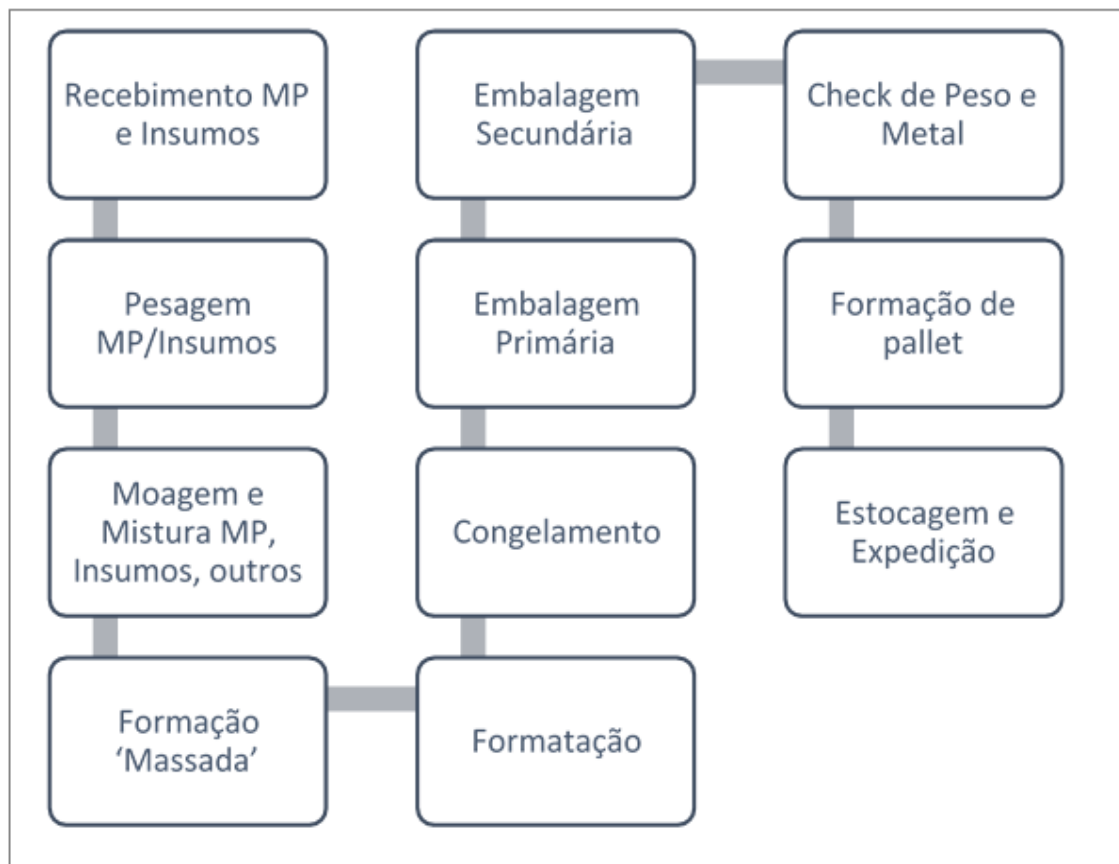 Recebimento MP
e Insumos
Pesagem
MP/Insumos
Moagem e
Mistura MP,
Insumos, outros
Formação
‘Massada’
Formatação
Congelamento
Embalagem
Primária
Embalagem
Secundária
Check de Peso e
Metal
Formação de
pallet
Estocagem e
Expedição